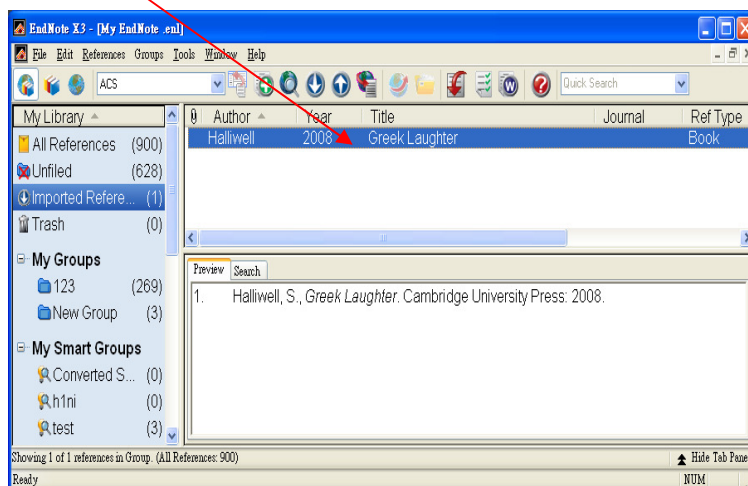 EndNote X3 - [My EndNote .enl]
File Edit References Groups Tools Window Help
ACS Quick Search
My Library
All References (900)
Unfiled (628)
Imported Refere... (1)
Trash (0)
My Groups
123 (269)
New Group (3)
My Smart Groups
Converted S... (0)
h1ni (0)
test (3)
Author Year Title Journal Ref Type
Halliwell 2008 Greek Laughter Book
Preview Search
1. Halliwell, S., Greek Laughter. Cambridge University Press: 2008.
Showing 1 of 1 references in Group. (All References: 900) Hide Tab Pane
Ready NUM